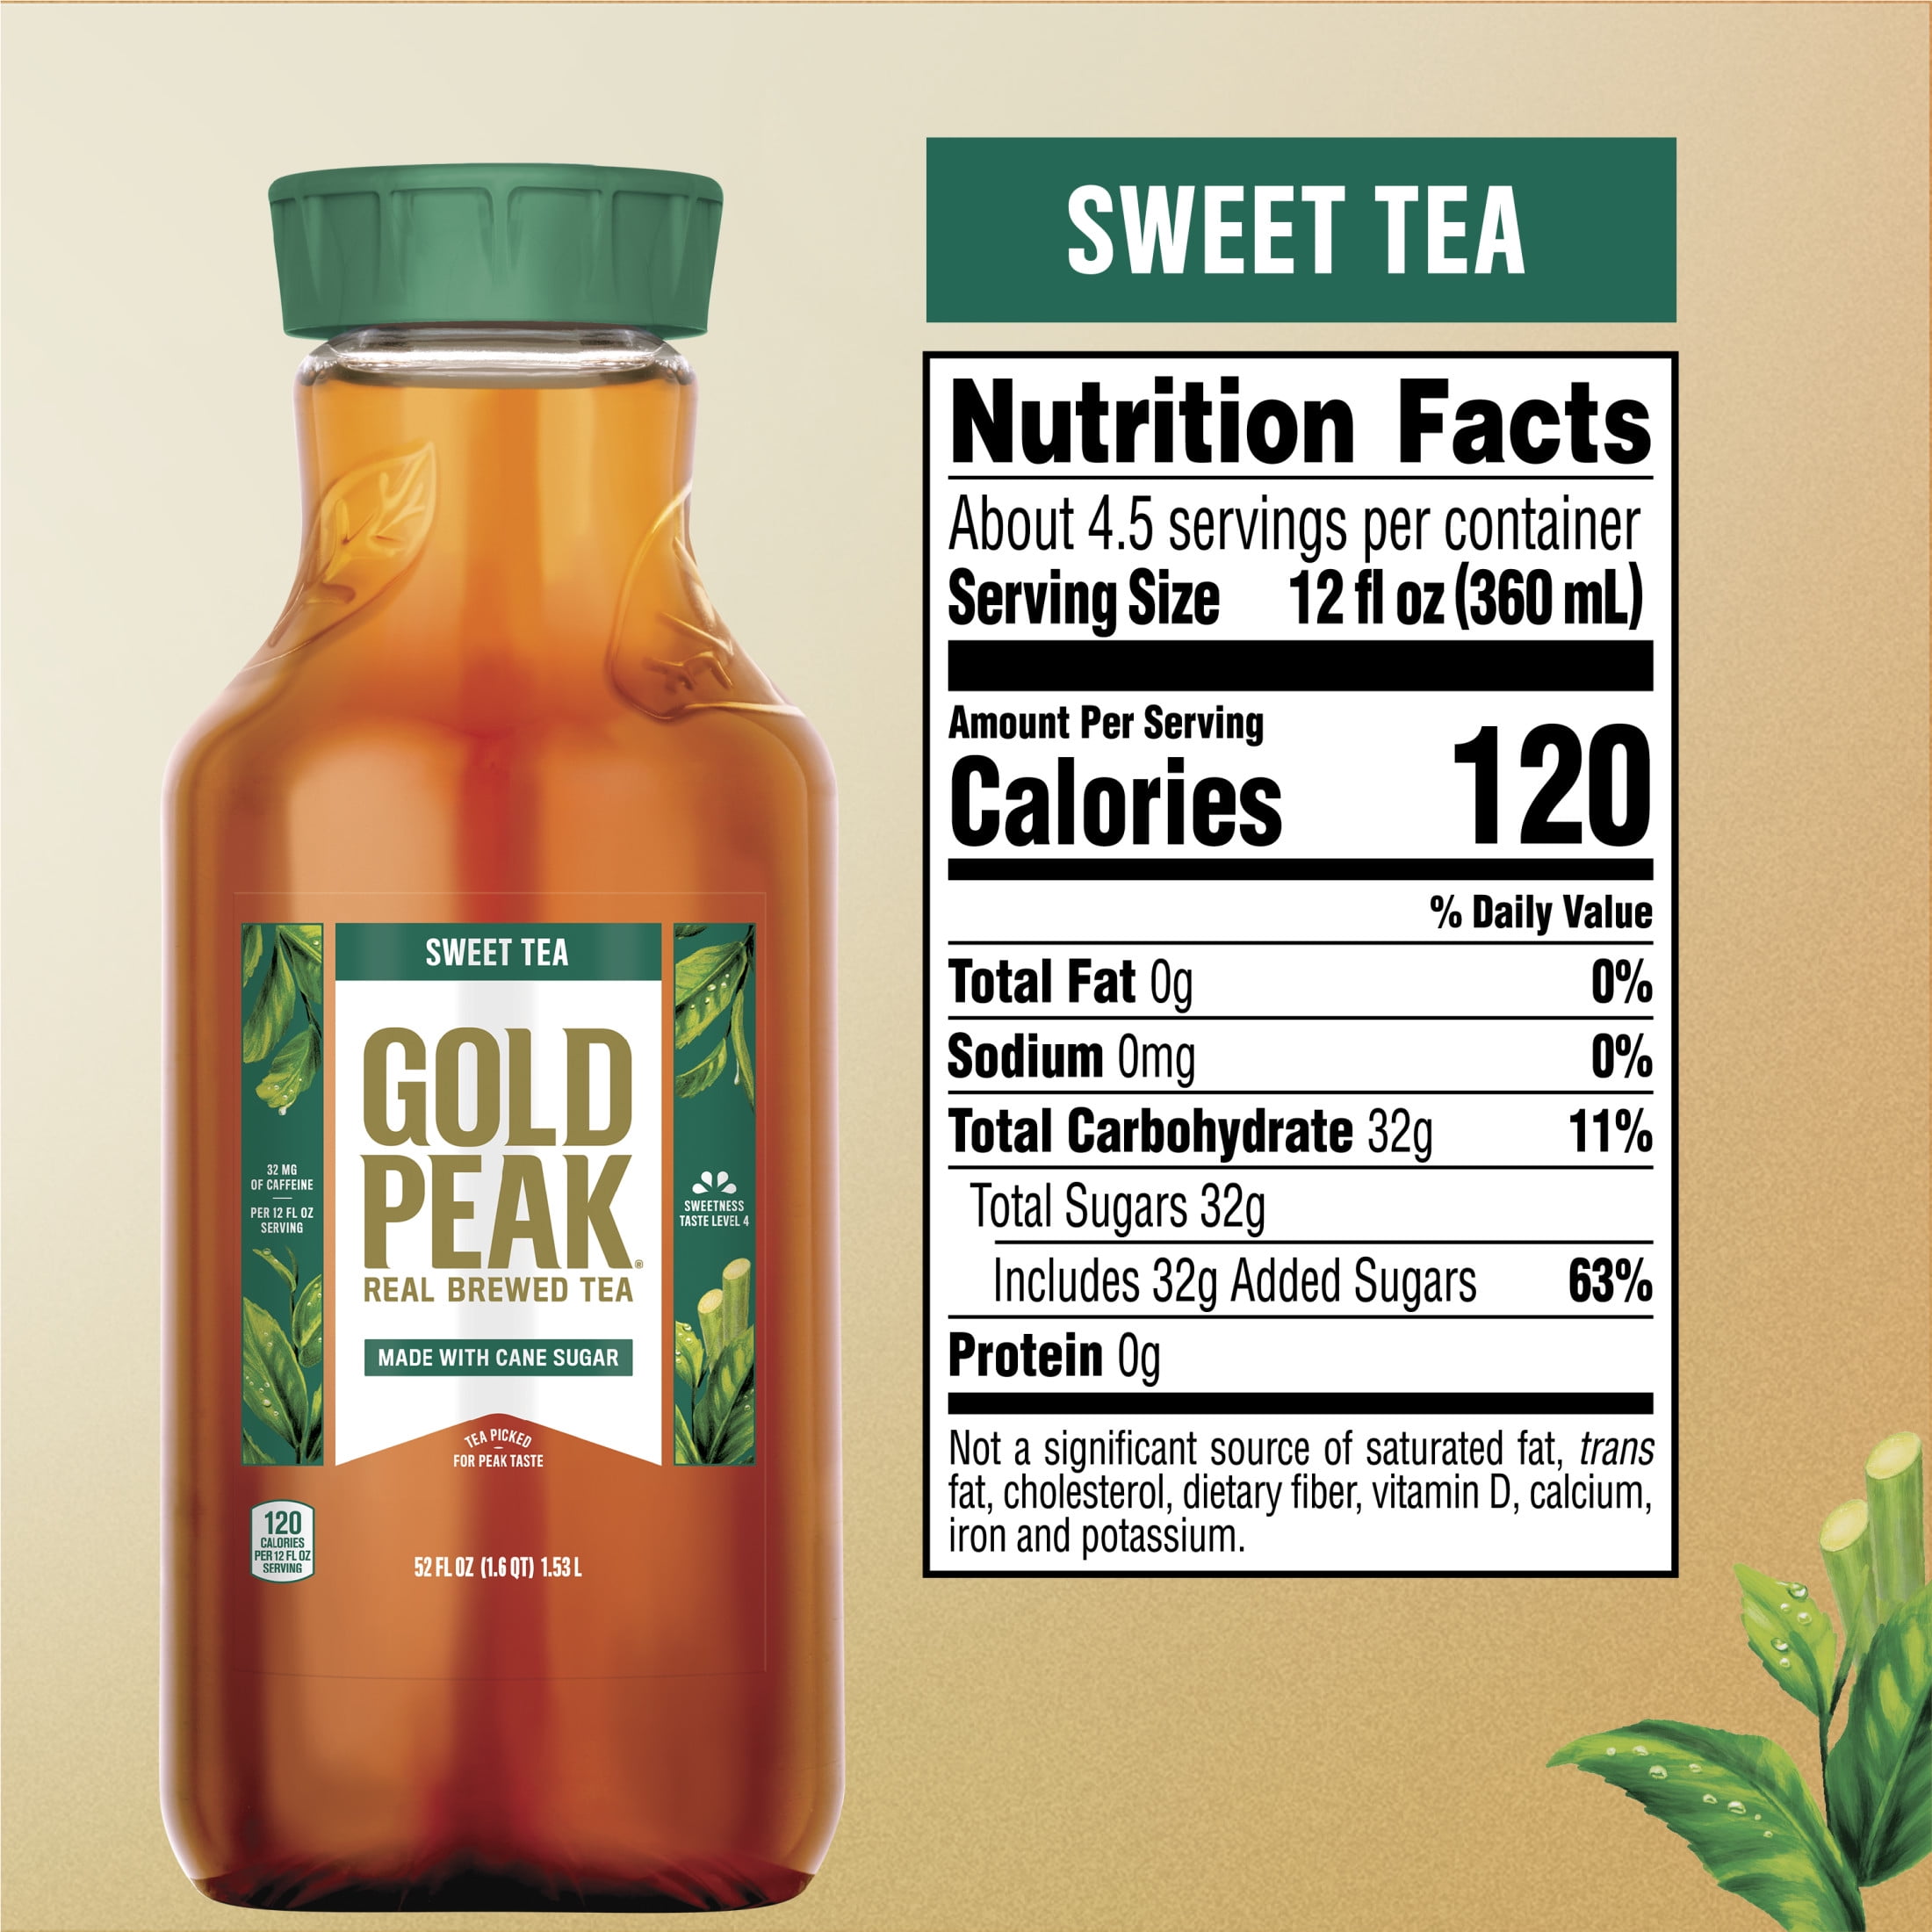 SWEET TEA
GOLD
PEAK®
REAL BREWED TEA
MADE WITH CANE SUGAR
TEA PICKED
FOR PEAK TASTE
32 MG
OF CAFFEINE
PER 12 FL OZ
SERVING
SWEETNESS
TASTE LEVEL 4
120
CALORIES
PER 12 FL OZ
SERVING
52 FL OZ (1.6 QT) 1.53 L
SWEET TEA
Nutrition Facts
About 4.5 servings per container
Serving Size 12 fl oz (360 mL)
Amount Per Serving
Calories 120
% Daily Value
Total Fat 0g 0%
Sodium 0mg 0%
Total Carbohydrate 32g 11%
Total Sugars 32g
Includes 32g Added Sugars 63%
Protein 0g
Not a significant source of saturated fat, trans
fat, cholesterol, dietary fiber, vitamin D, calcium,
iron and potassium.